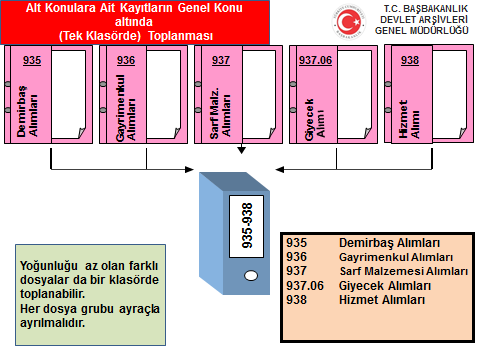 Alt Konulara Ait Kayıtların Genel Konu
altında
(Tek Klasörde) Toplanması
T.C. BAŞBAKANLIK
DEVLET ARŞİVLERİ
GENEL MÜDÜRLÜĞÜ
935
Demirbaş
Alımları
936
Gayrimenkul
Alımları
937
Sarf Malz.
Alımları
937.06
Giyecek
Alımı
938
Hizmet
Alımı
935-938
Yoğunluğu az olan farklı
dosyalar da bir klasörde
toplanabilir.
Her dosya grubu ayraçla
ayrılmalıdır.
935 Demirbaş Alımları
936 Gayrimenkul Alımları
937 Sarf Malzemesi Alımları
937.06 Giyecek Alımları
938 Hizmet Alımları